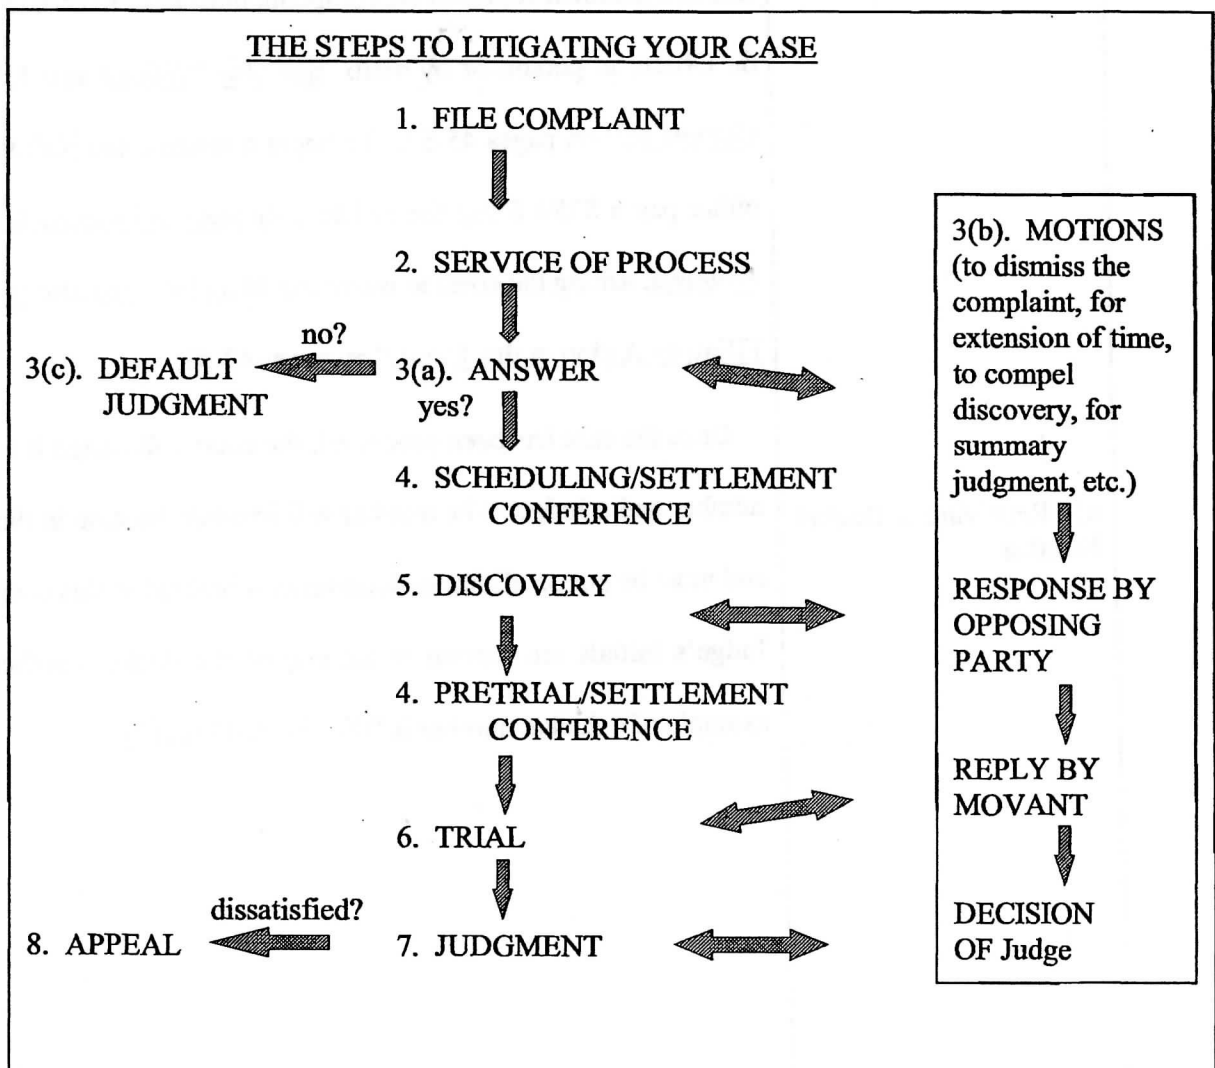 THE STEPS TO LITIGATING YOUR CASE
1. FILE COMPLAINT
2. SERVICE OF PROCESS
no?
3(c). DEFAULT
JUDGMENT
3(a). ANSWER
yes?
4. SCHEDULING/SETTLEMENT
CONFERENCE
5. DISCOVERY
4. PRETRIAL/SETTLEMENT
CONFERENCE
6. TRIAL
dissatisfied?
8. APPEAL
7. JUDGMENT
3(b). MOTIONS
(to dismiss the
complaint, for
extension of time,
to compel
discovery, for
summary
judgment, etc.)
RESPONSE BY
OPPOSING
PARTY
REPLY BY
MOVANT
DECISION
OF Judge